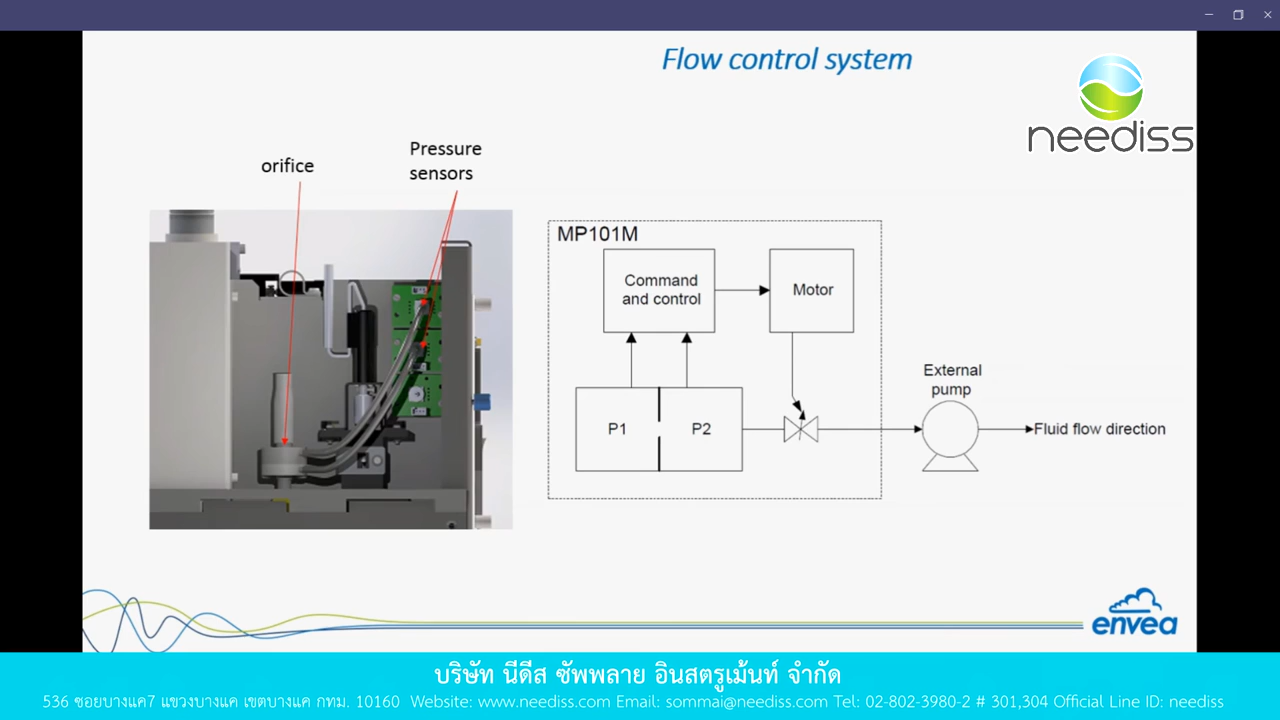 Flow control system
neediss
orifice
Pressure
sensors
MP101M
Command
and control
Motor
P1
P2
External
pump
Fluid flow direction
envea
บริษัท นีดีส ซัพพลาย อินสตรูเม้นท์ จำกัด
536 ซอยบางแค7 แขวงบางแค เขตบางแค กทม. 10160 Website: www.neediss.com Email: sommai@neediss.com Tel: 02-802-3980-2 # 301,304 Official Line ID: neediss